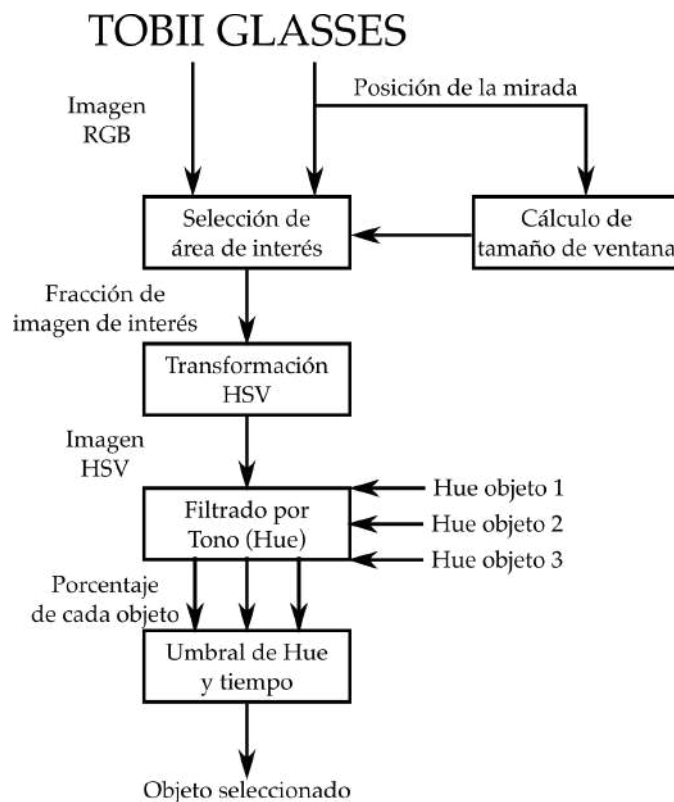 TOBII GLASSES
Imagen
RGB
Posición de la mirada
Selección de
área de interés
Cálculo de
tamaño de ventana
Fracción de
imagen de interés
Transformación
HSV
Imagen
HSV
Filtrado por
Tono (Hue)
Hue objeto 1
Hue objeto 2
Hue objeto 3
Porcentaje
de cada objeto
Umbral de Hue
y tiempo
Objeto seleccionado